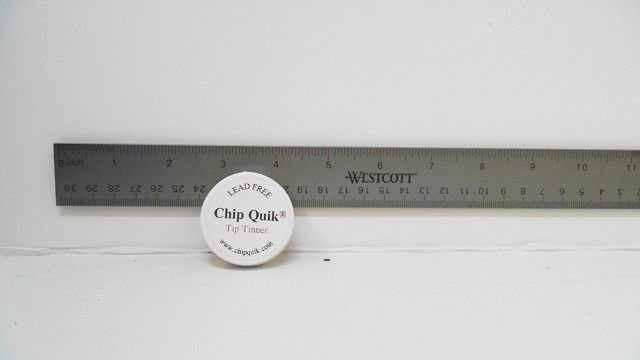 0 inch 1 2 3 4 5 6 7 8 9 10 11
WESTCOTT®
30 29 28 27 26 25 24 23 22 21 20 19 18 17 16 15 14 13 12 11 10 9 8 7 6 5 4 3
LEAD FREE
Chip Quik®
Tip Tinner
www.chipquik.com